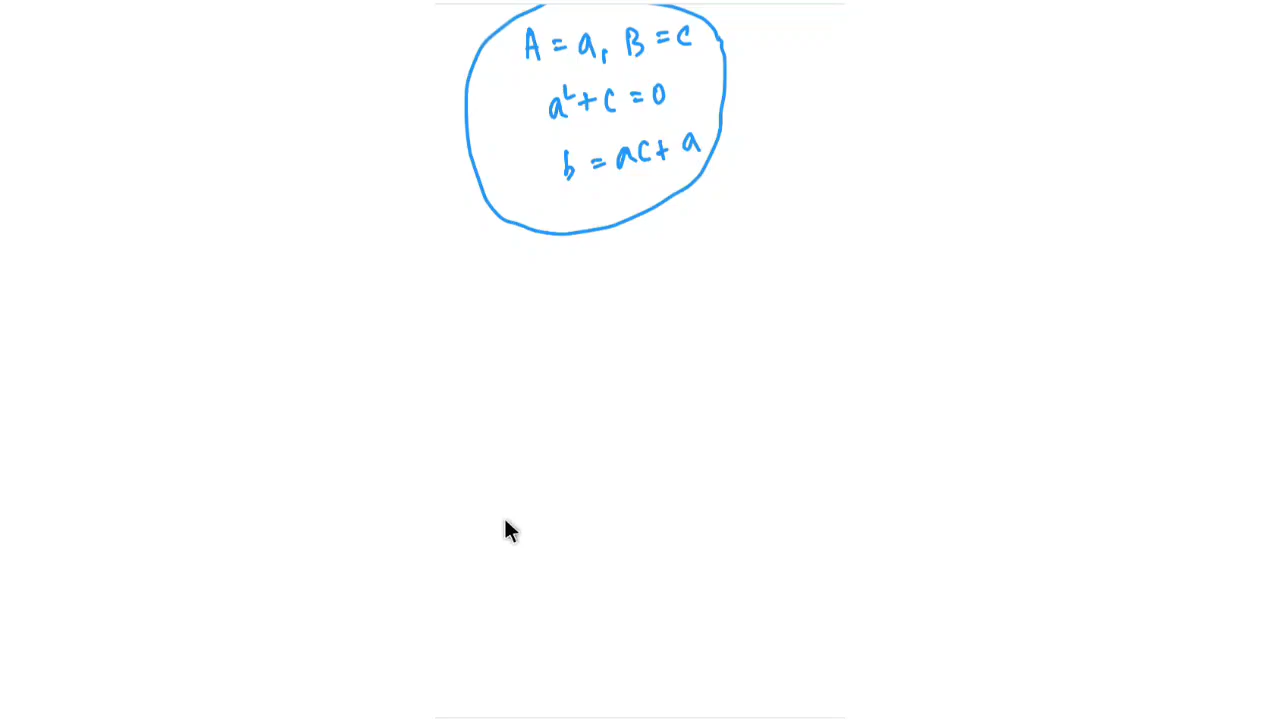 A = a, B = C
a² + c = 0
b = ac + a